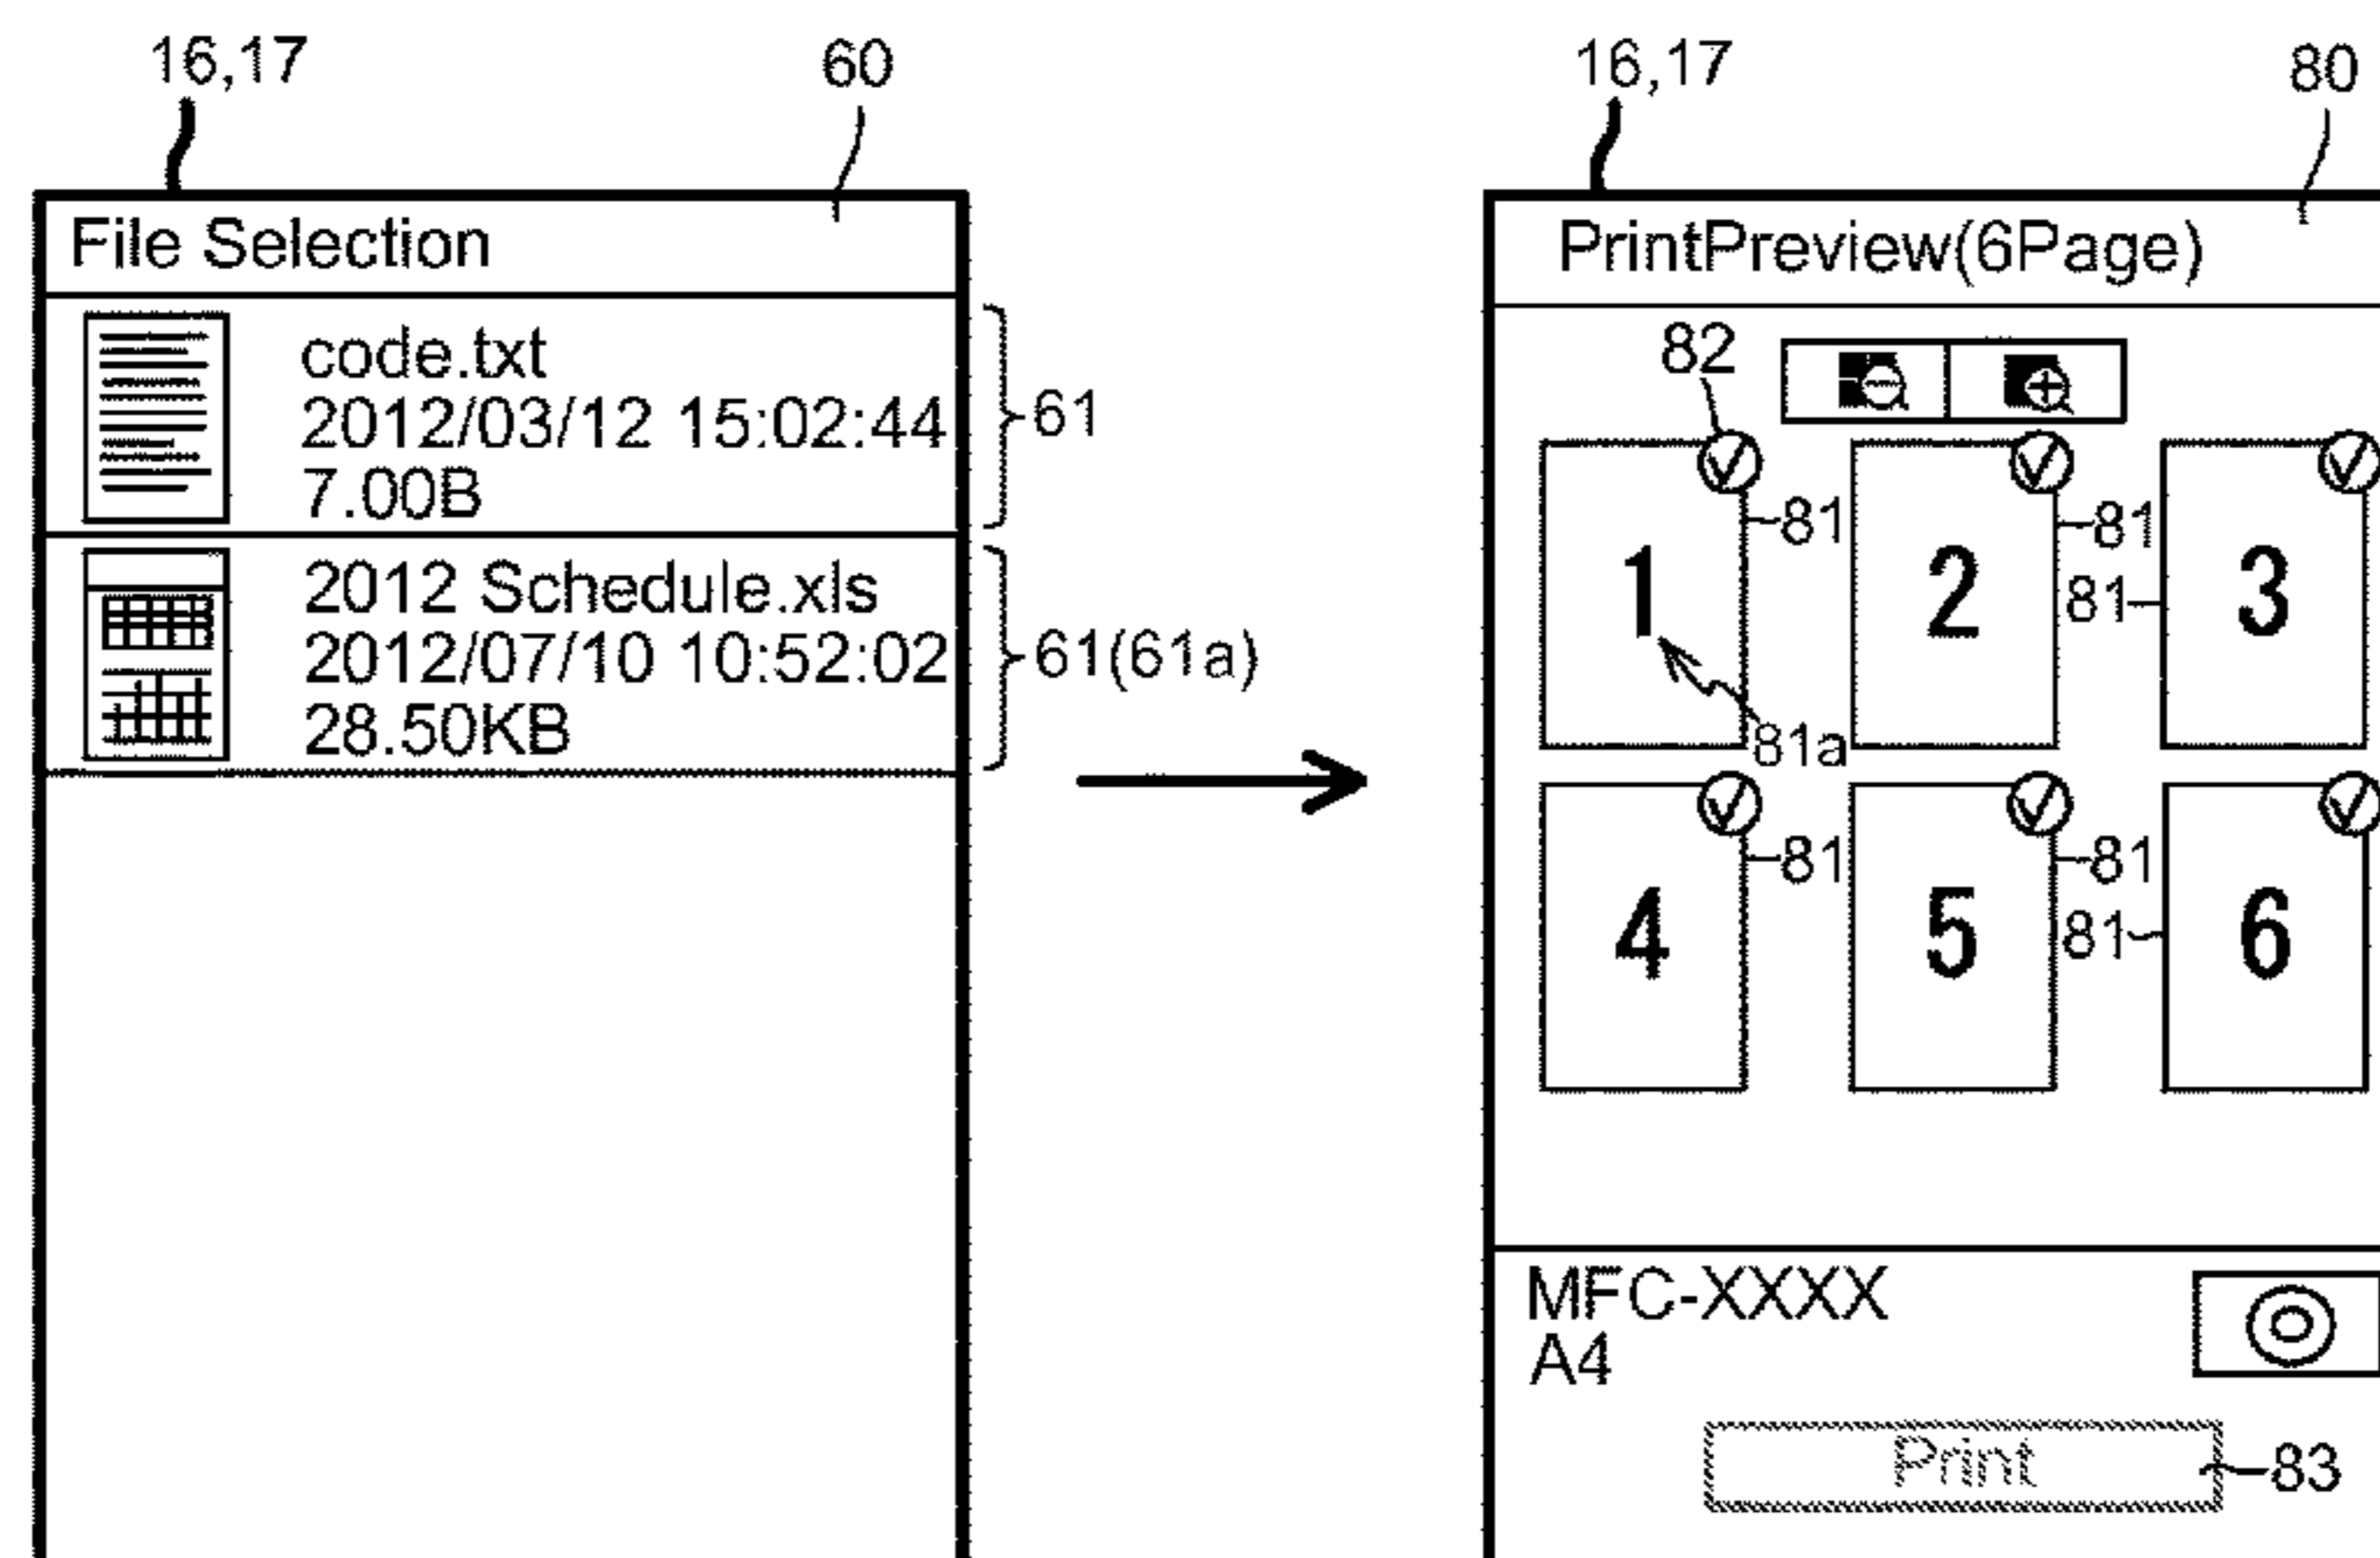 16,17
60
File Selection
code.txt
2012/03/12 15:02:44
7.00B
61
2012 Schedule.xls
2012/07/10 10:52:02
28.50KB
61(61a)
16,17
80
PrintPreview(6Page)
82
1
81
2
81
81
3
81a
4
81
5
81
81
6
MFC-XXXX
A4
Print
83